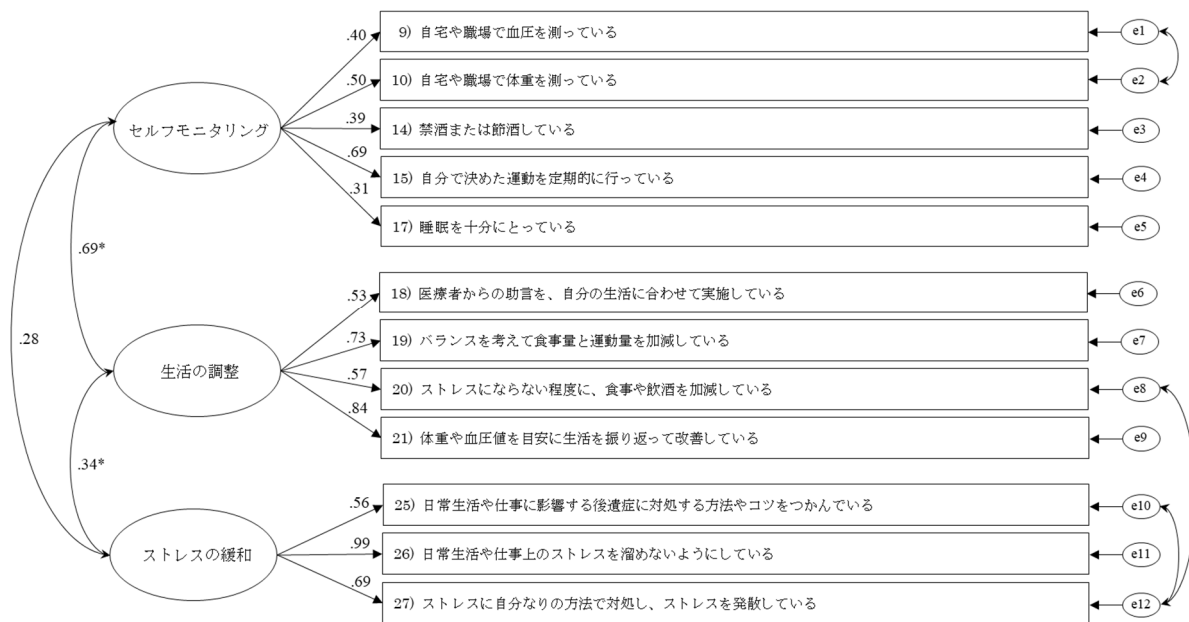 .40
9) 自宅や職場で血圧を測っている
e1
.50
10) 自宅や職場で体重を測っている
e2
セルフモニタリング
.39
14) 禁酒または節酒している
e3
.69
15) 自分で決めた運動を定期的に行っている
e4
.31
17) 睡眠を十分にとっている
e5
.69*
.28
.53
18) 医療者からの助言を、自分の生活に合わせて実施している
e6
.73
19) バランスを考えて食事量と運動量を加減している
e7
生活の調整
.57
20) ストレスにならない程度に、食事や飲酒を加減している
e8
.84
21) 体重や血圧値を目安に生活を振り返って改善している
e9
.34*
.56
25) 日常生活や仕事に影響する後遺症に対処する方法やコツをつかんでいる
e10
ストレスの緩和
.99
26) 日常生活や仕事上のストレスを溜めないようにしている
e11
.69
27) ストレスに自分なりの方法で対処し、ストレスを発散している
e12